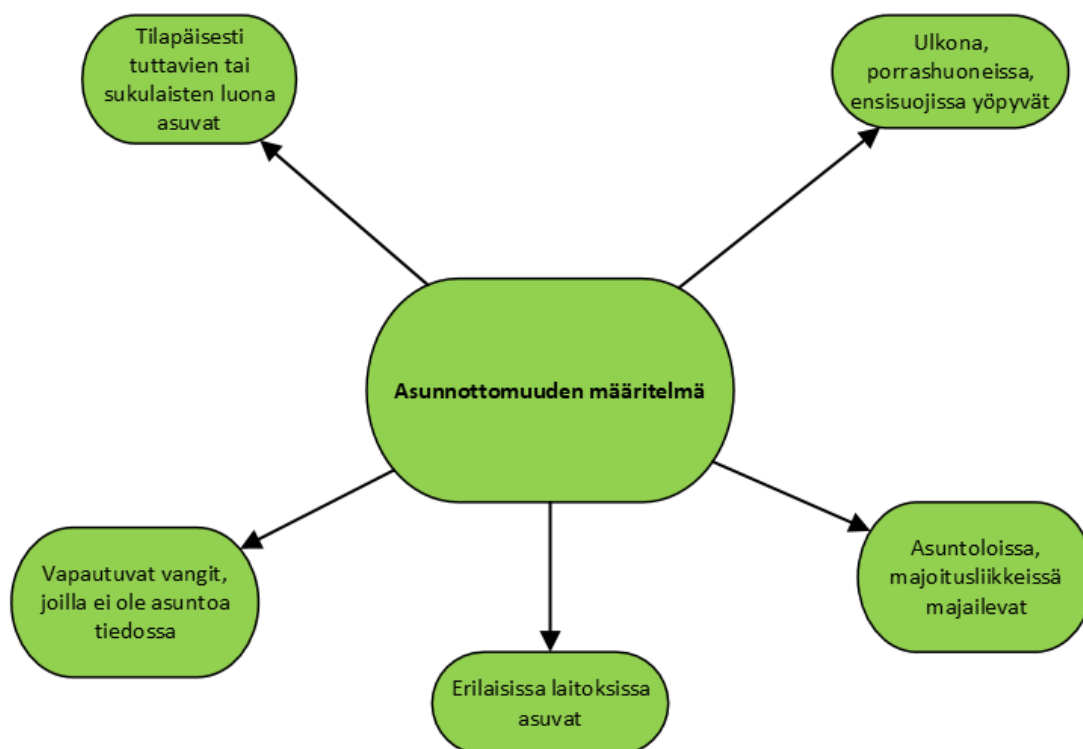 Tilapäisesti
tuttavien tai
sukulaisten luona
asuvat
Ulkona,
porrashuoneissa,
ensisuojissa yöpyvät
Asunnottomuuden määritelmä
Vapautuvat vangit,
joilla ei ole asuntoa
tiedossa
Asuntoloissa,
majoitusliikkeissä
majailevat
Erilaisissa laitoksissa
asuvat